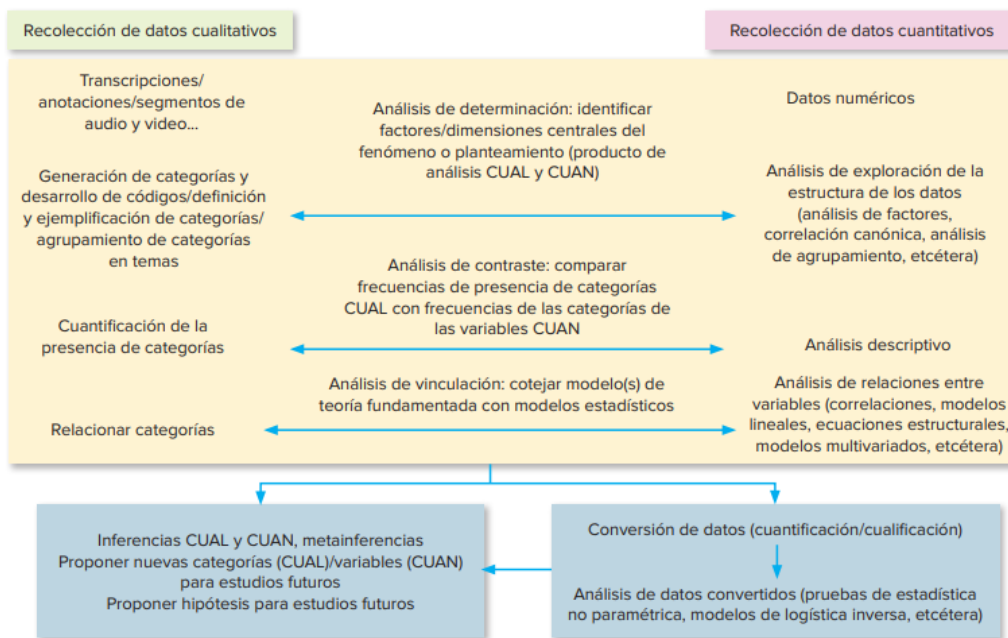 Recolección de datos cualitativos
Recolección de datos cuantitativos
Transcripciones/
anotaciones/segmentos de
audio y video...
Análisis de determinación: identificar
factores/dimensiones centrales del
fenómeno o planteamiento (producto de
análisis CUAL y CUAN)
Datos numéricos
Generación de categorías y
desarrollo de códigos/definición
y ejemplificación de categorías/
agrupamiento de categorías
en temas
Análisis de exploración de la
estructura de los datos
(análisis de factores,
correlación canónica, análisis
de agrupamiento, etcétera)
Análisis de contraste: comparar
frecuencias de presencia de categorías
CUAL con frecuencias de las categorías de
las variables CUAN
Cuantificación de la
presencia de categorías
Análisis descriptivo
Análisis de vinculación: cotejar modelo(s) de
teoría fundamentada con modelos estadísticos
Relacionar categorías
Análisis de relaciones entre
variables (correlaciones, modelos
lineales, ecuaciones estructurales,
modelos multivariados, etcétera)
Inferencias CUAL y CUAN, metainferencias
Proponer nuevas categorías (CUAL)/variables (CUAN)
para estudios futuros
Proponer hipótesis para estudios futuros
Conversión de datos (cuantificación/cualificación)
Análisis de datos convertidos (pruebas de estadística
no paramétrica, modelos de logística inversa, etcétera)